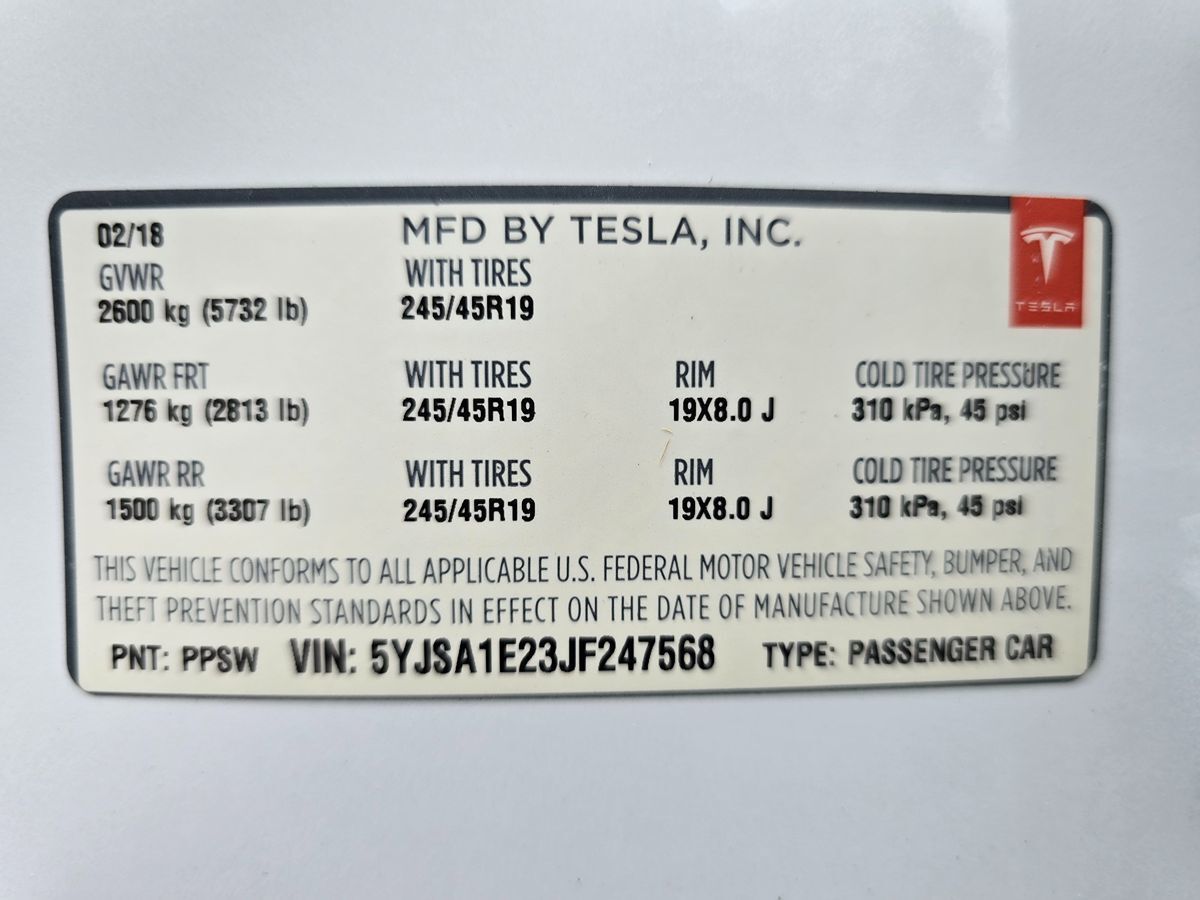 02/18 MFD BY TESLA, INC.
TESLA
GVWR WITH TIRES
2600 kg (5732 lb) 245/45R19
GAWR FRT WITH TIRES RIM COLD TIRE PRESSURE
1276 kg (2813 lb) 245/45R19 19X8.0 J 310 kPa, 45 psi
GAWR RR WITH TIRES RIM COLD TIRE PRESSURE
1500 kg (3307 lb) 245/45R19 19X8.0 J 310 kPa, 45 psi
THIS VEHICLE CONFORMS TO ALL APPLICABLE U.S. FEDERAL MOTOR VEHICLE SAFETY, BUMPER, AND
THEFT PREVENTION STANDARDS IN EFFECT ON THE DATE OF MANUFACTURE SHOWN ABOVE.
PNT: PPSW VIN: 5YJSA1E23JF247568 TYPE: PASSENGER CAR